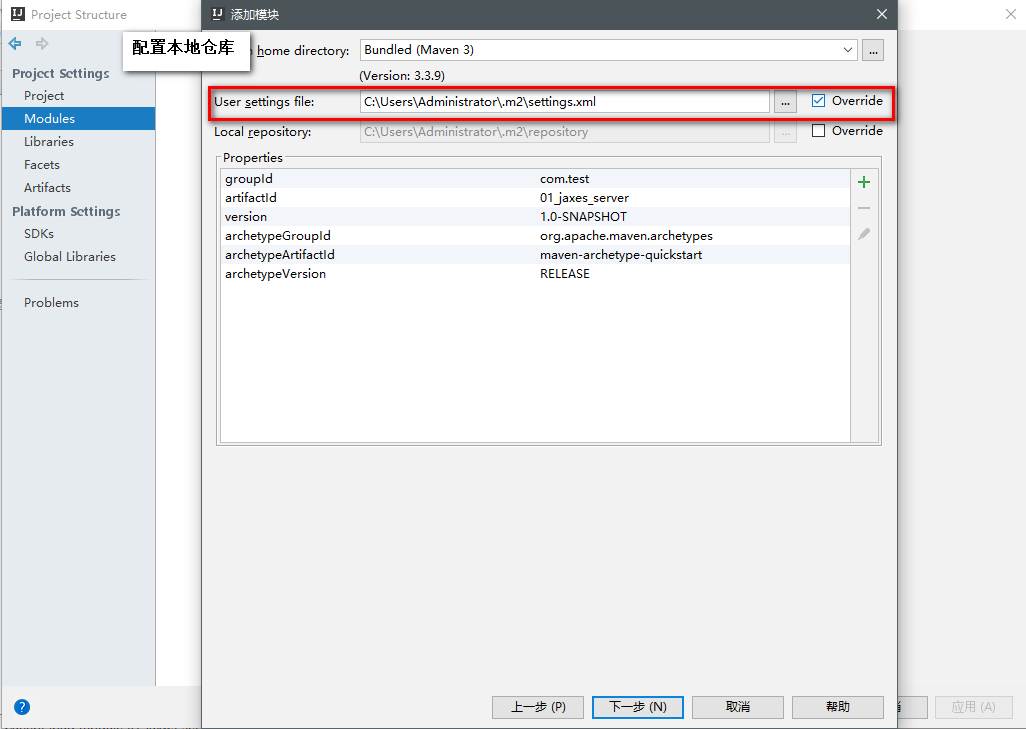 Project Structure
添加模块
配置本地仓库
home directory:
Bundled (Maven 3)
...
(Version: 3.3.9)
Project Settings
Project
Modules
Libraries
Facets
Artifacts
Platform Settings
SDKs
Global Libraries
Problems
User settings file:
C:\Users\Administrator\.m2\settings.xml
...
Override
Local repository:
C:\Users\Administrator\.m2\repository
...
Override
Properties
groupId com.test
artifactId 01_jaxes_server
version 1.0-SNAPSHOT
archetypeGroupId org.apache.maven.archetypes
archetypeArtifactId maven-archetype-quickstart
archetypeVersion RELEASE
?
上一步 (P)
下一步 (N)
取消
帮助
应用 (A)